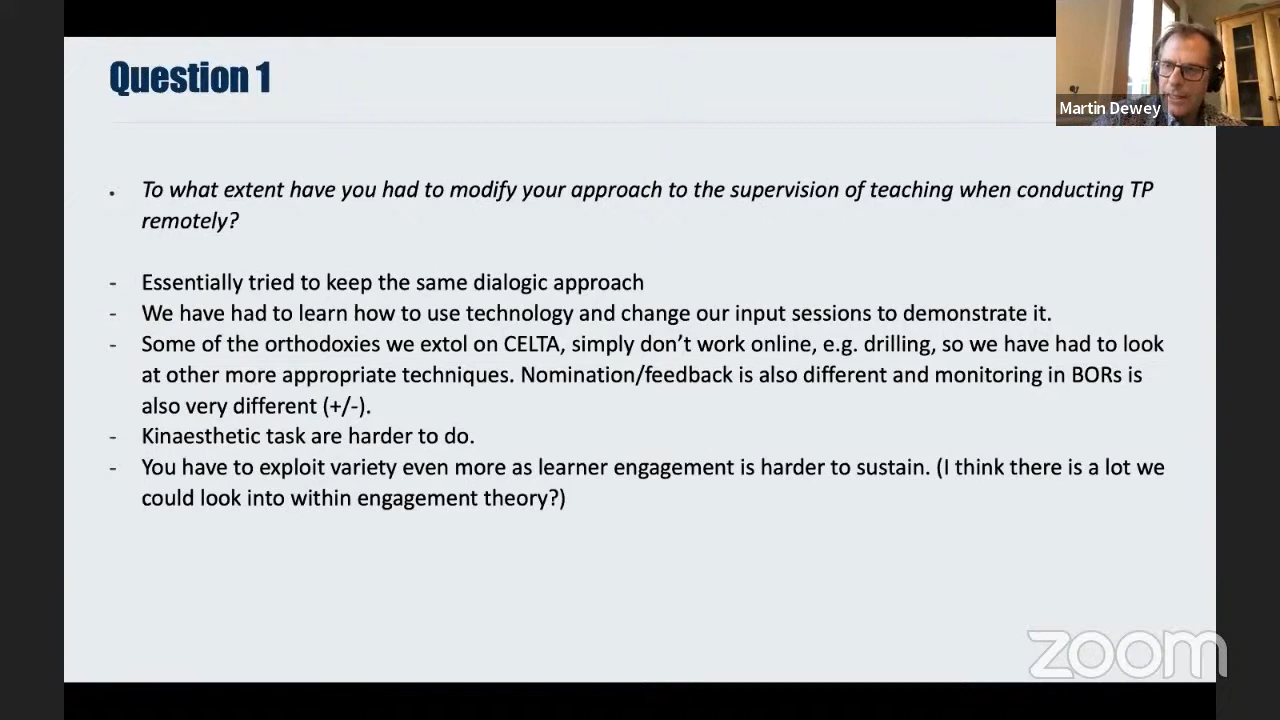 Question 1
Martin Dewey
. To what extent have you had to modify your approach to the supervision of teaching when conducting TP
remotely?
- Essentially tried to keep the same dialogic approach
- We have had to learn how to use technology and change our input sessions to demonstrate it.
- Some of the orthodoxies we extol on CELTA, simply don't work online, e.g. drilling, so we have had to look
at other more appropriate techniques. Nomination/feedback is also different and monitoring in BORs is
also very different (+/-).
- Kinaesthetic task are harder to do.
- You have to exploit variety even more as learner engagement is harder to sustain. (I think there is a lot we
could look into within engagement theory?)
zoom